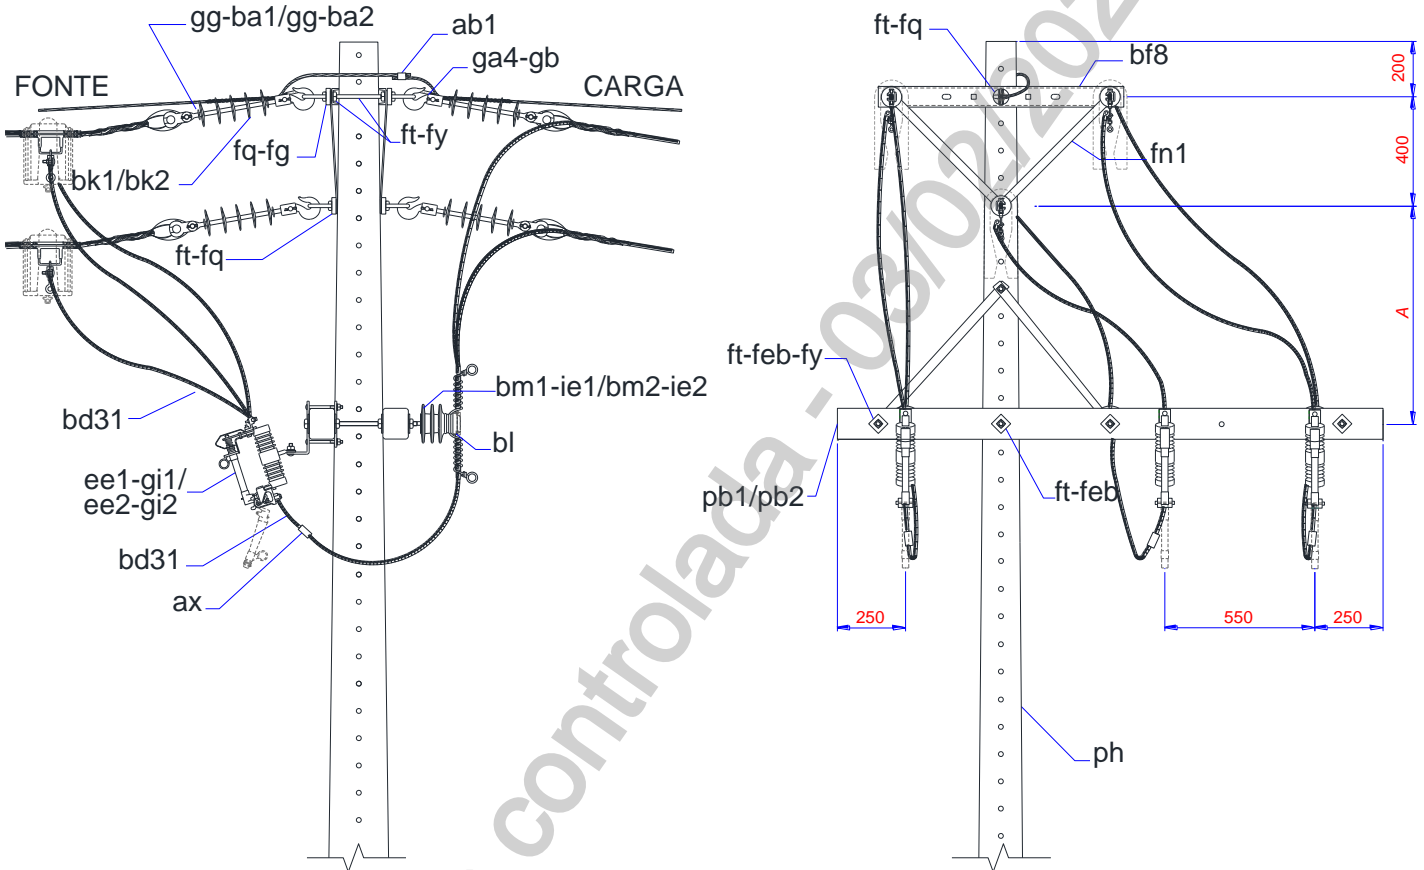 gg-ba1/gg-ba2
ab1
ga4-gb
FONTE
CARGA
fq-fg
ft-fy
bk1/bk2
ft-fq
bd31
bm1-ie1/bm2-ie2
bl
ee1-gi1/
ee2-gi2
bd31
ax
ft-fq
bf8
200
fn1
400
A
ft-feb-fy
pb1/pb2
ft-feb
250
550
250
ph
controlada - 03/02/202